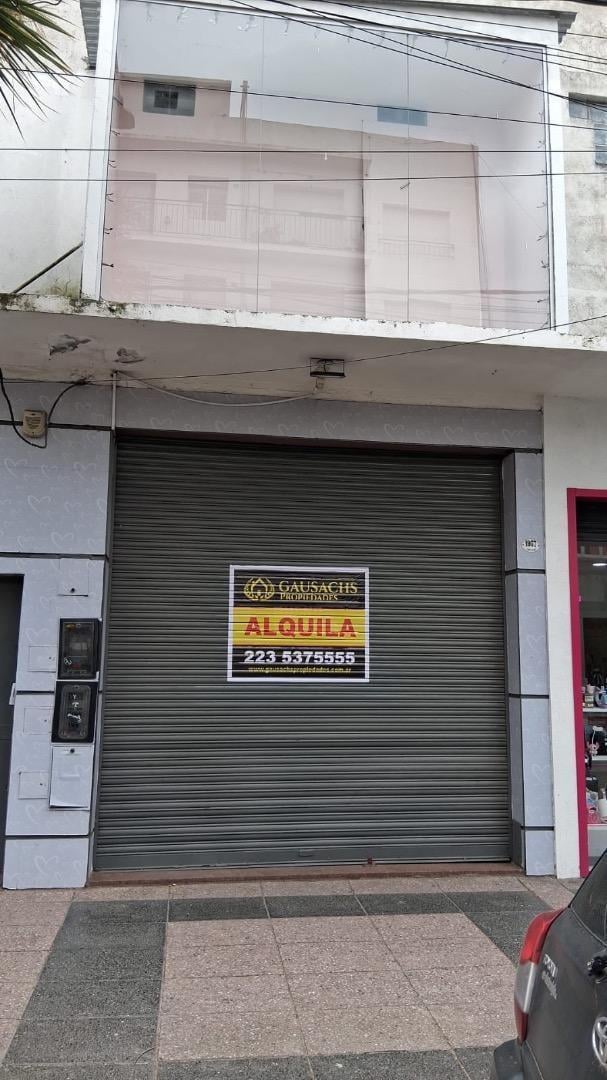 GAUSACHS
PROPIEDADES
ALQUILA
223 5375555
www.gausachspropiedades.com.ar